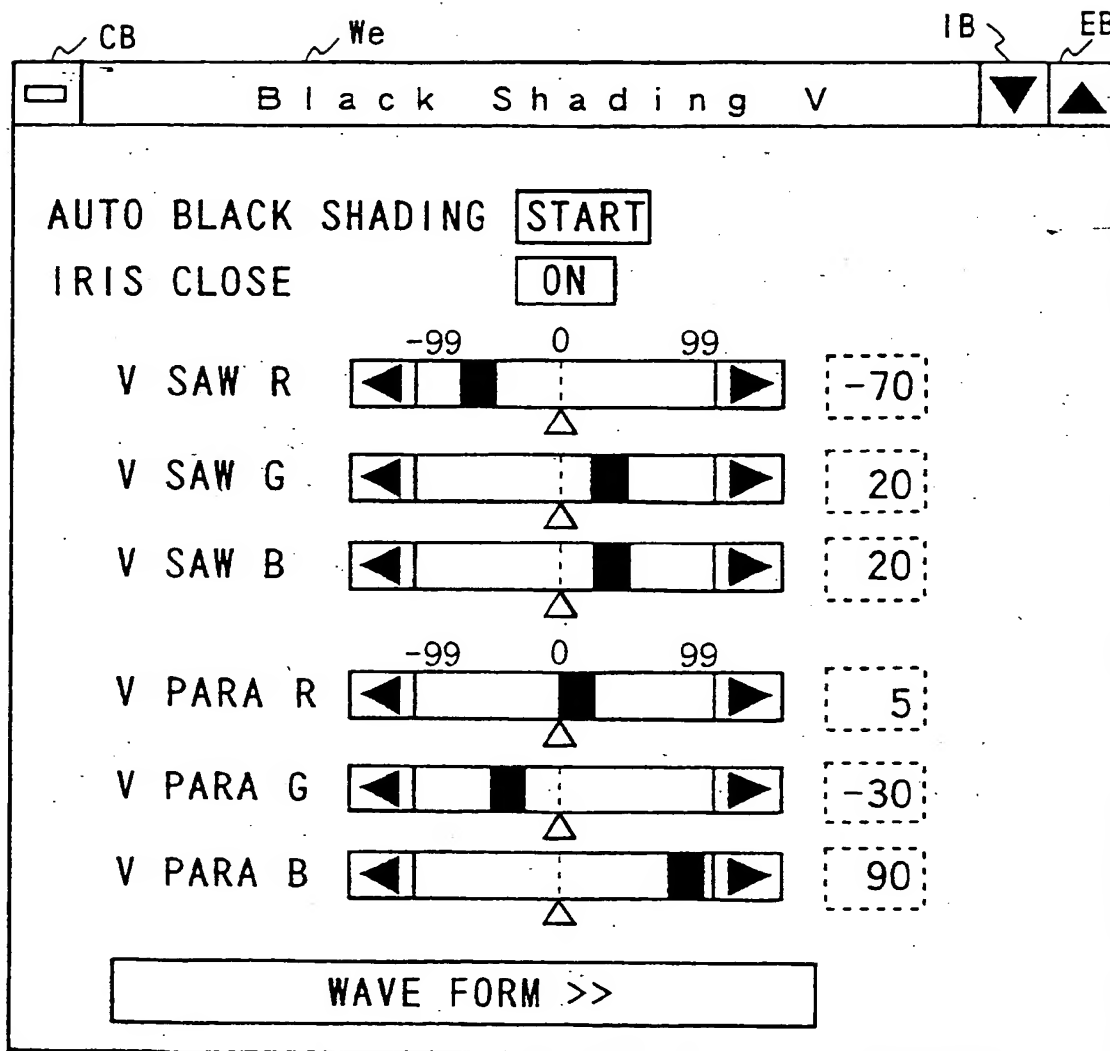 CB We IB EB
Black Shading V
AUTO BLACK SHADING START
IRIS CLOSE ON
-99 0 99
V SAW R -70
V SAW G 20
V SAW B 20
-99 0 99
V PARA R 5
V PARA G -30
V PARA B 90
WAVE FORM >>